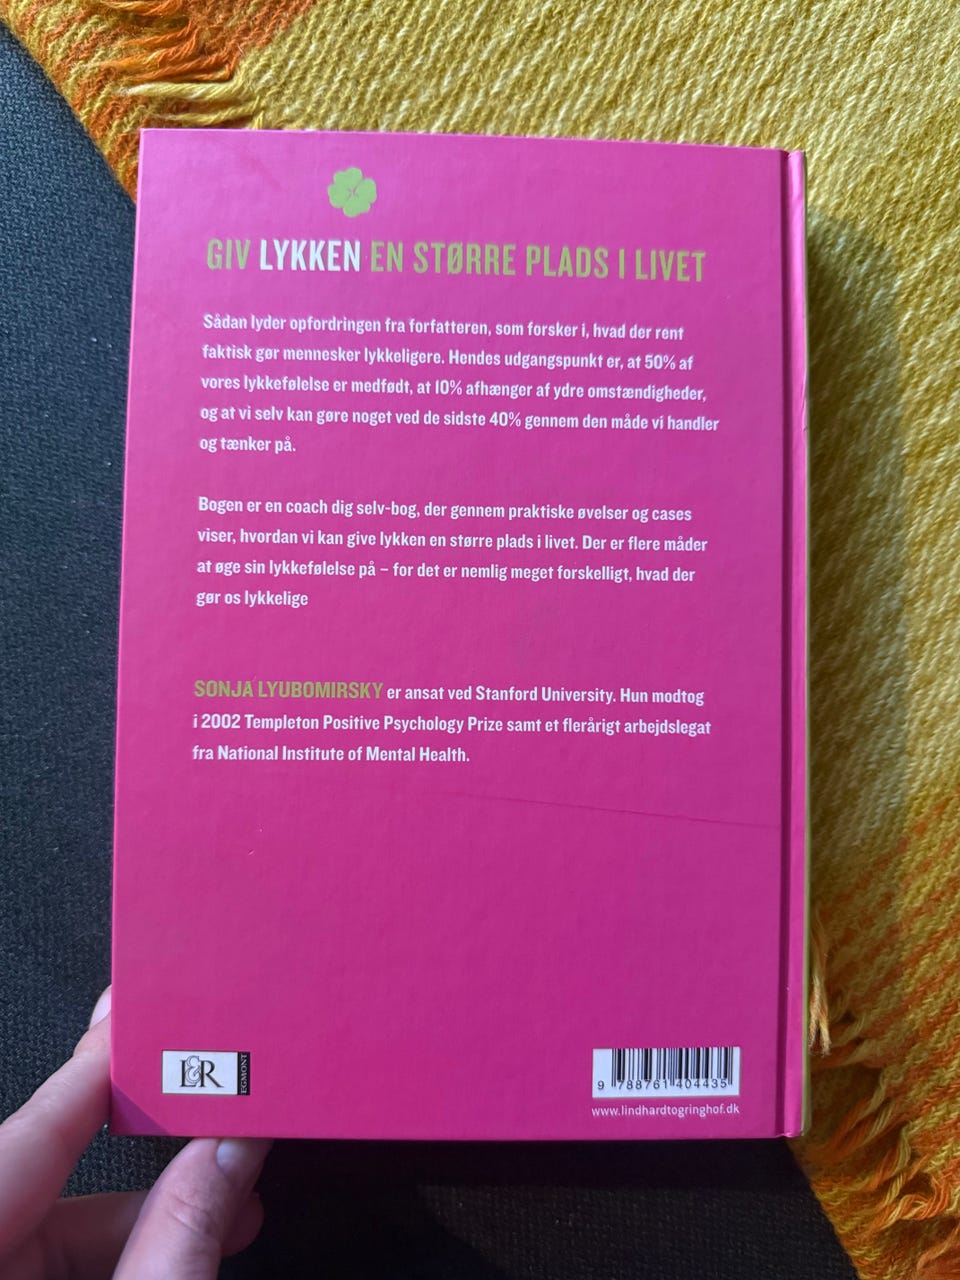 GIV LYKKEN EN STØRRE PLADS I LIVET
Sådan lyder opfordringen fra forfatteren, som forsker i, hvad der rent
faktisk gør mennesker lykkeligere. Hendes udgangspunkt er, at 50% af
vores lykkefølelse er medfødt, at 10% afhænger af ydre omstændigheder,
og at vi selv kan gøre noget ved de sidste 40% gennem den måde vi handler
og tænker på.
Bogen er en coach dig selv-bog, der gennem praktiske øvelser og cases
viser, hvordan vi kan give lykken en større plads i livet. Der er flere måder
at øge sin lykkefølelse på – for det er nemlig meget forskelligt, hvad der
gør os lykkelige
SONJA LYUBOMIRSKY er ansat ved Stanford University. Hun modtog
i 2002 Templeton Positive Psychology Prize samt et flerårigt arbejdslegat
fra National Institute of Mental Health.
L&R
EGMONT
9 788761 404435
www.lindhardtogringhof.dk